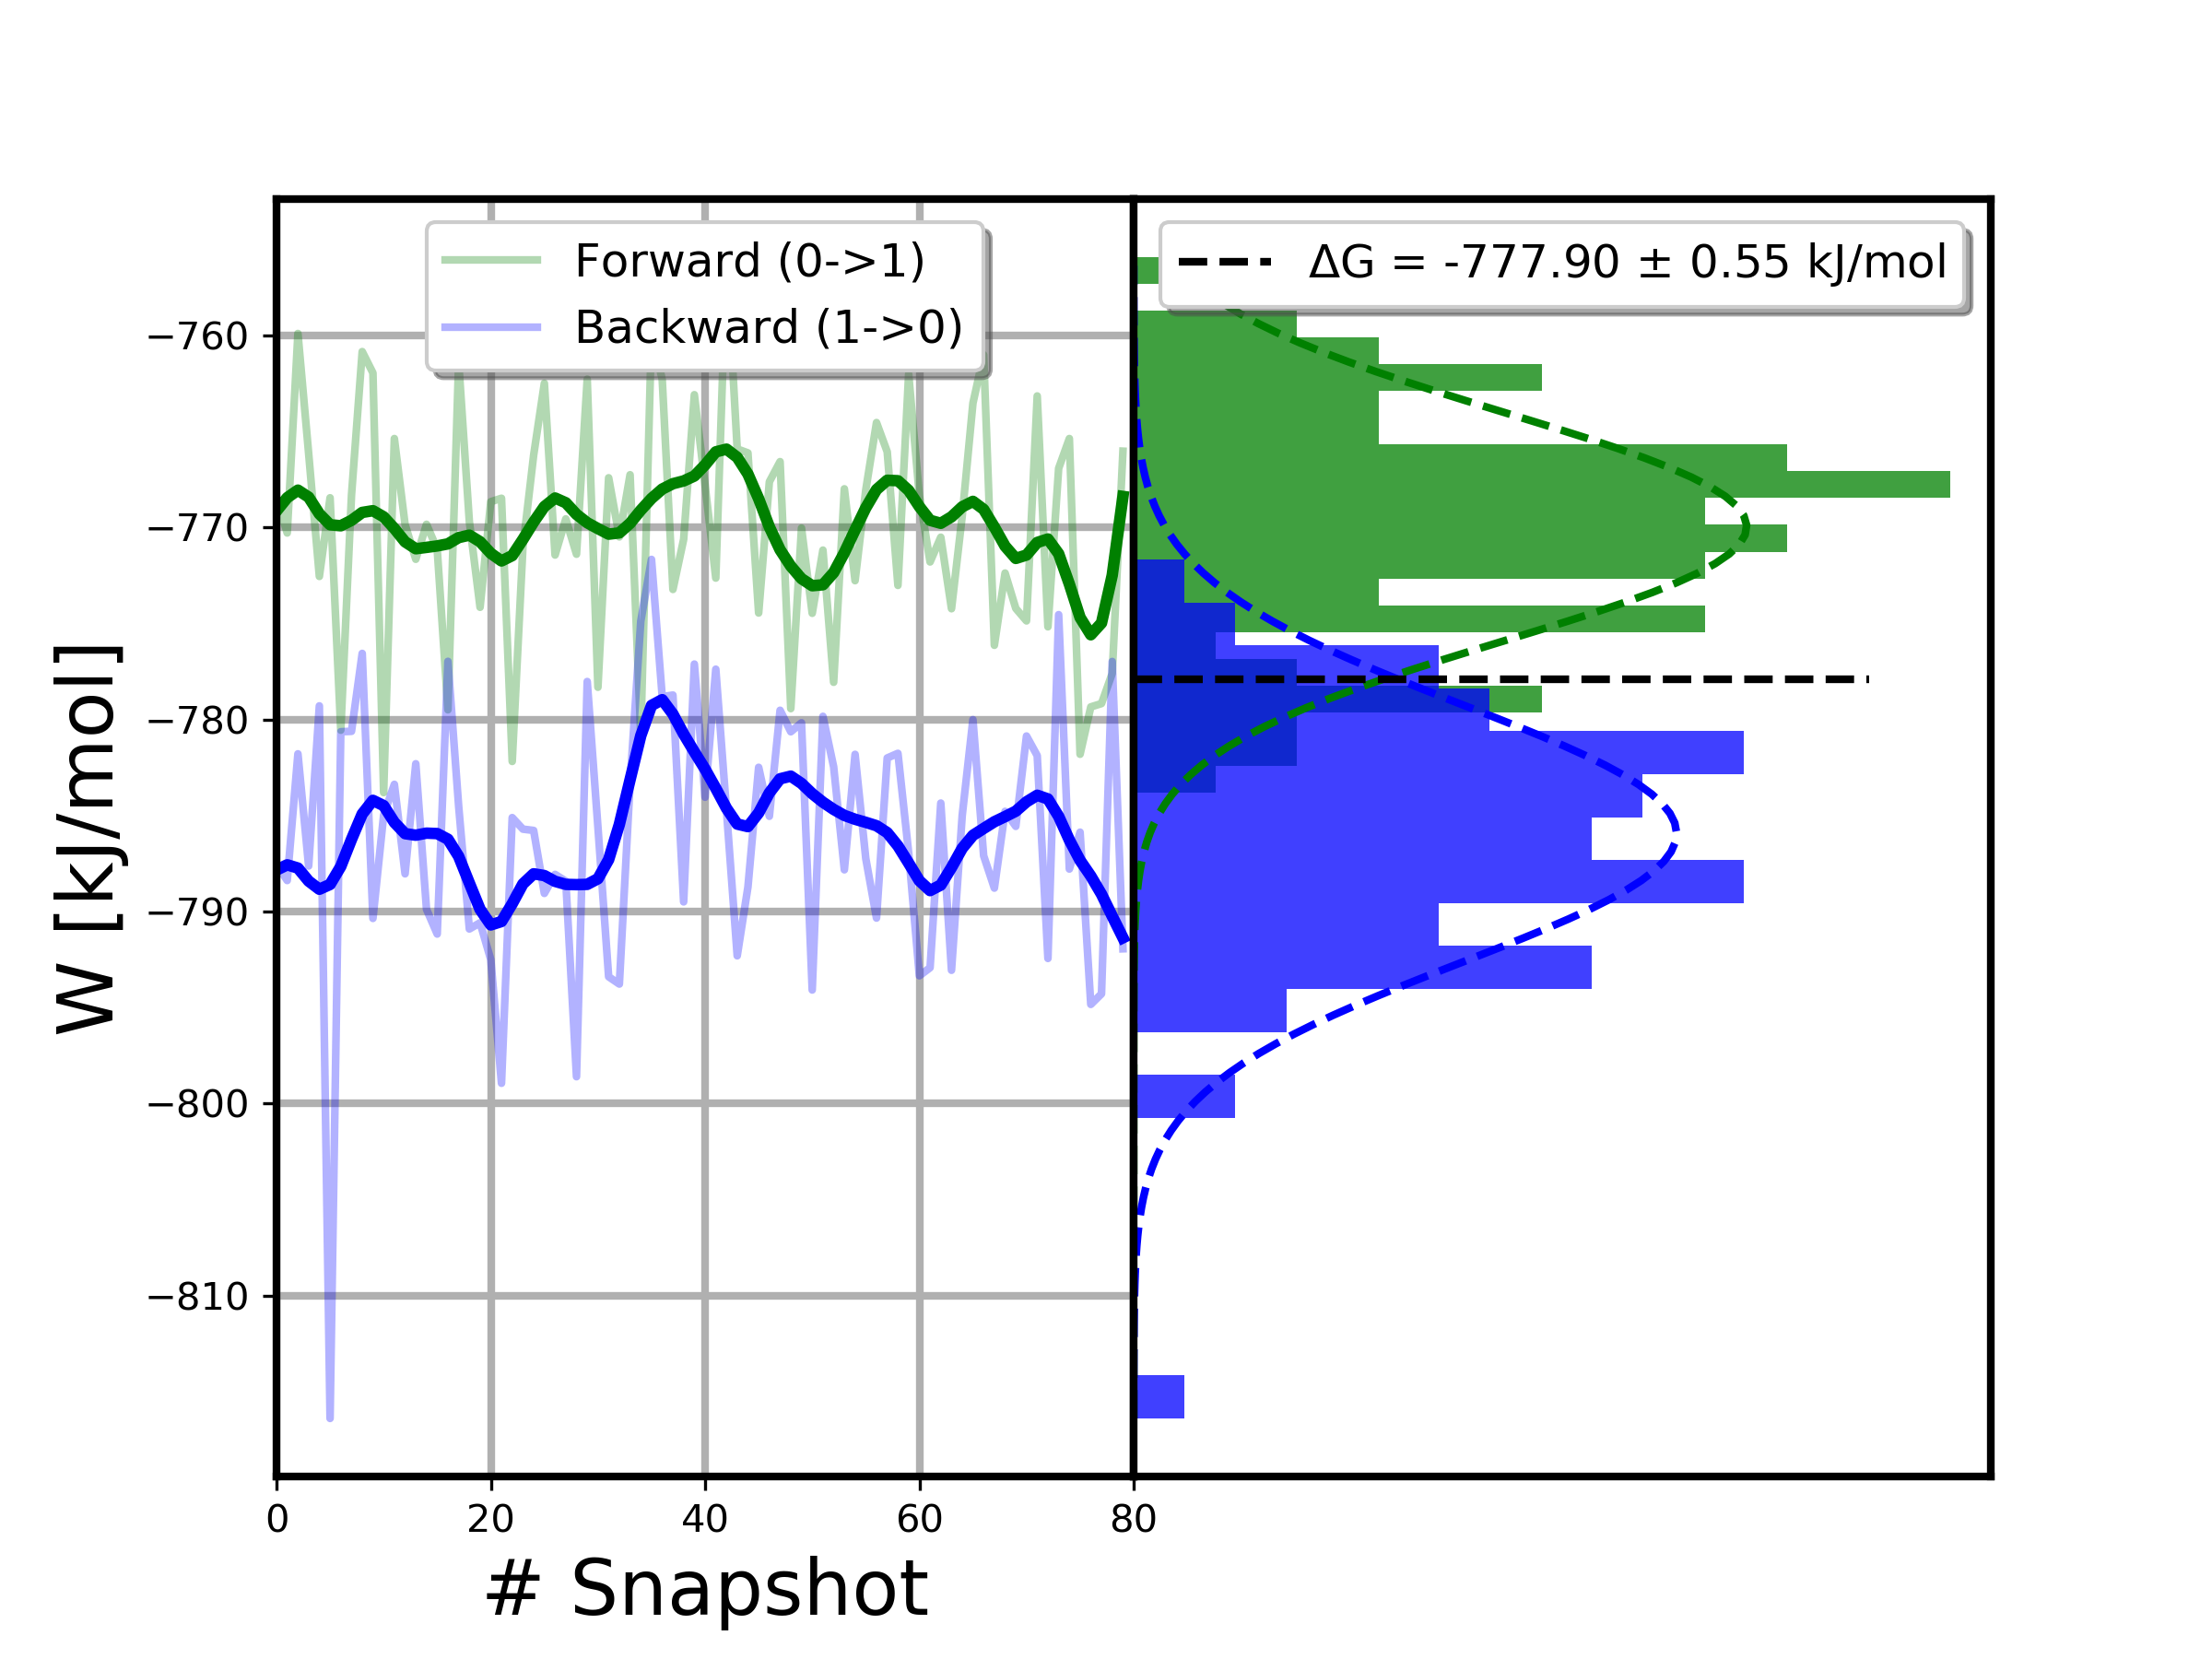 Forward (0->1)
Backward (1->0)
ΔG = -777.90 ± 0.55 kJ/mol
W [kJ/mol]
−760
−770
−780
−790
−800
−810
0 20 40 60 80
# Snapshot